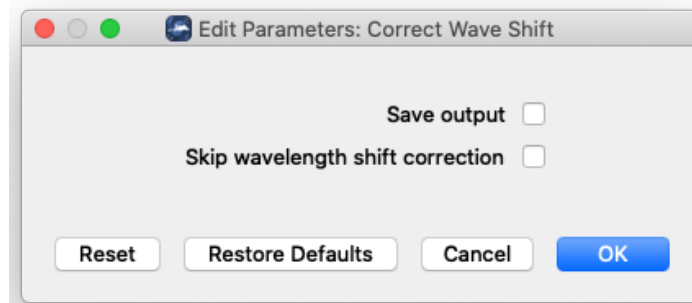 Edit Parameters: Correct Wave Shift
Save output
Skip wavelength shift correction
Reset Restore Defaults Cancel OK